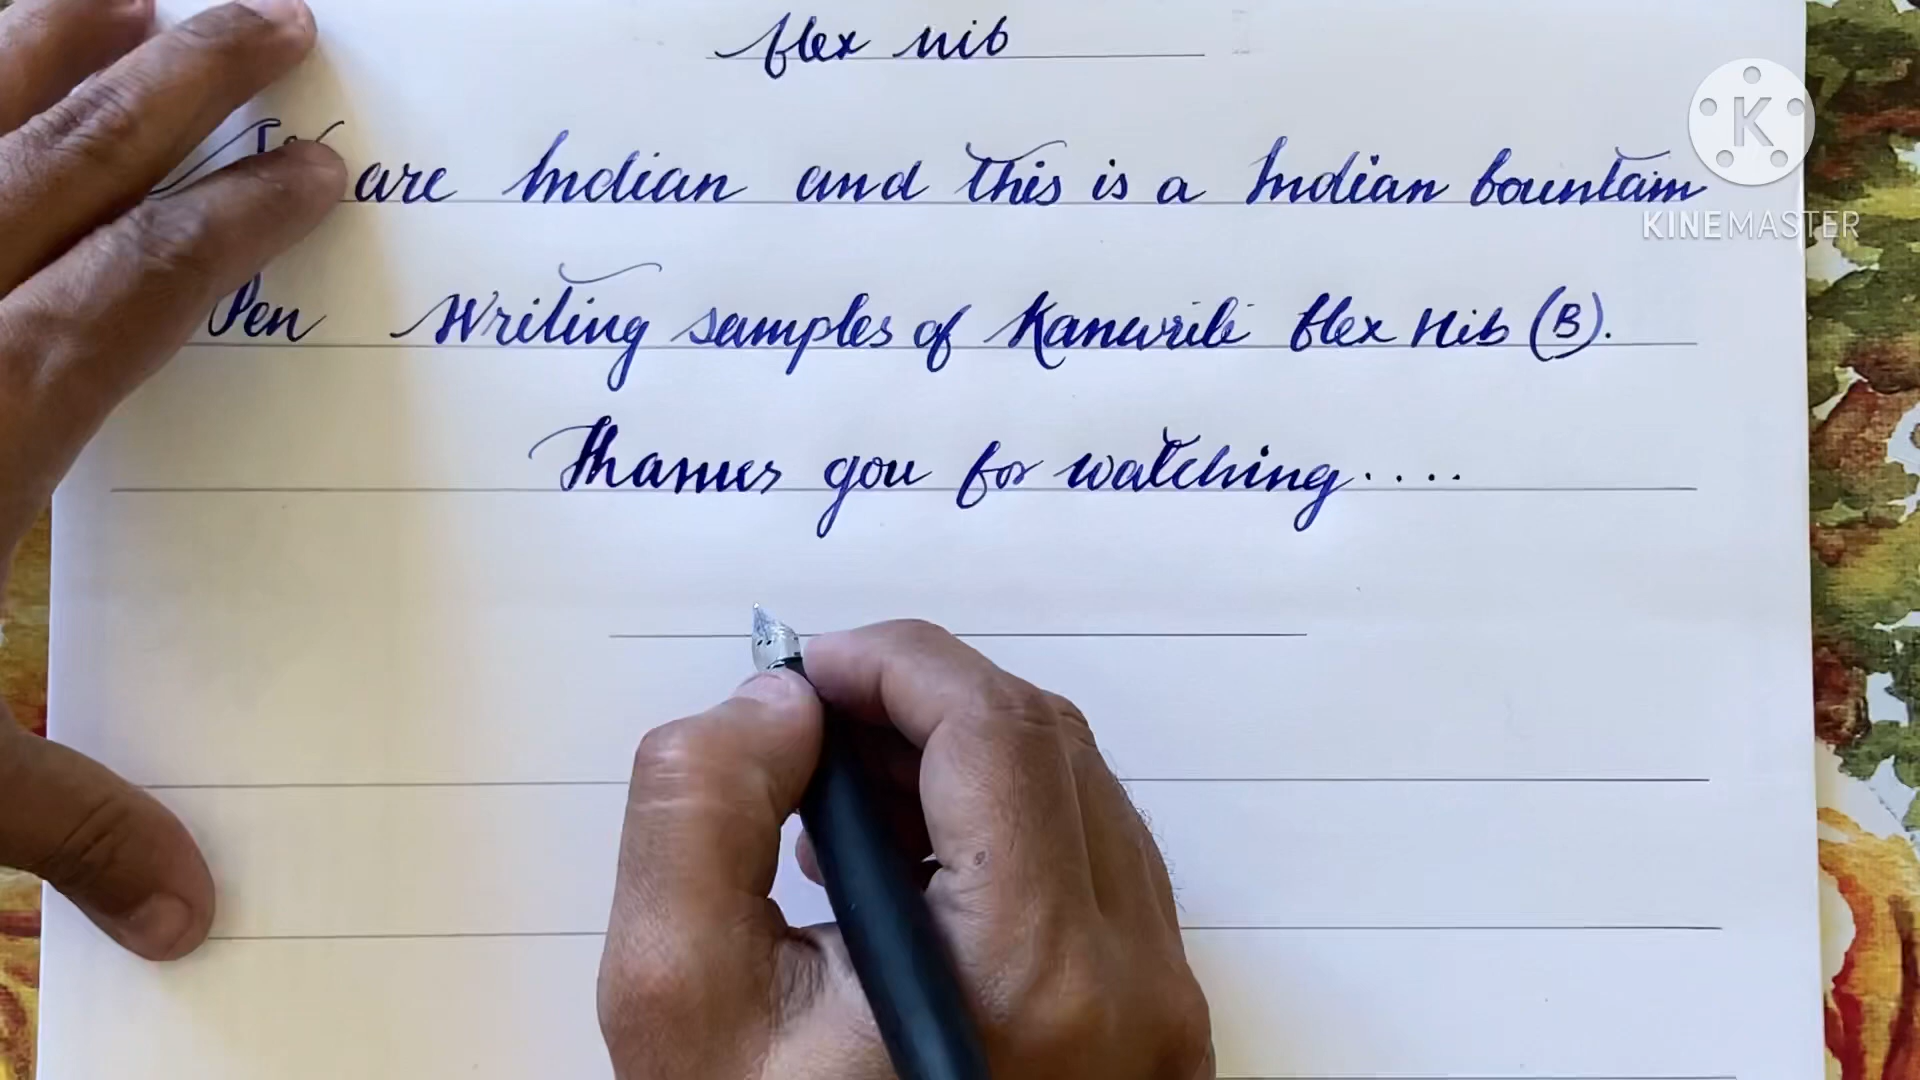 flex nib
are Indian and this is a Indian fountain
Pen Writing samples of Kanwrite flex Nib (B).
Thanks you for watching....
K
KINEMASTER